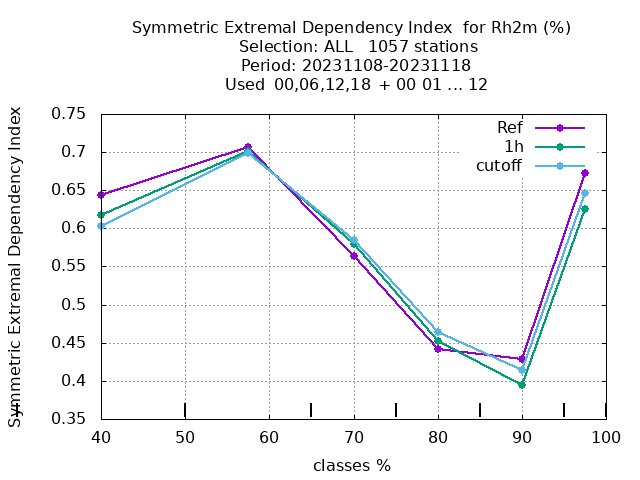 Symmetric Extremal Dependency Index  for Rh2m (%)
Selection: ALL   1057 stations
Period: 20231108-20231118
Used  00,06,12,18  + 00 01 ... 12
Symmetric Extremal Dependency Index
0.75
0.7
0.65
0.6
0.55
0.5
0.45
0.4
0.35
Ref
1h
cutoff
40 50 60 70 80 90 100
classes %